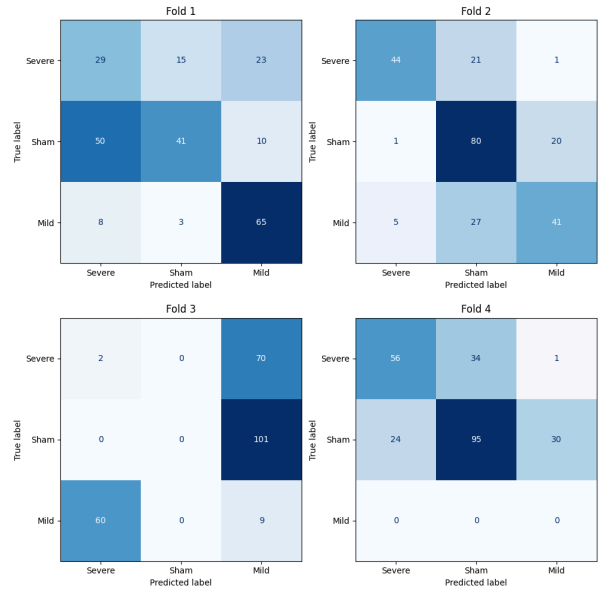 Fold 1
True label
Severe 29 15 23
Sham 50 41 10
Mild 8 3 65
Severe Sham Mild
Predicted label
Fold 2
True label
Severe 44 21 1
Sham 1 80 20
Mild 5 27 41
Severe Sham Mild
Predicted label
Fold 3
True label
Severe 2 0 70
Sham 0 0 101
Mild 60 0 9
Severe Sham Mild
Predicted label
Fold 4
True label
Severe 56 34 1
Sham 24 95 30
Mild 0 0 0
Severe Sham Mild
Predicted label